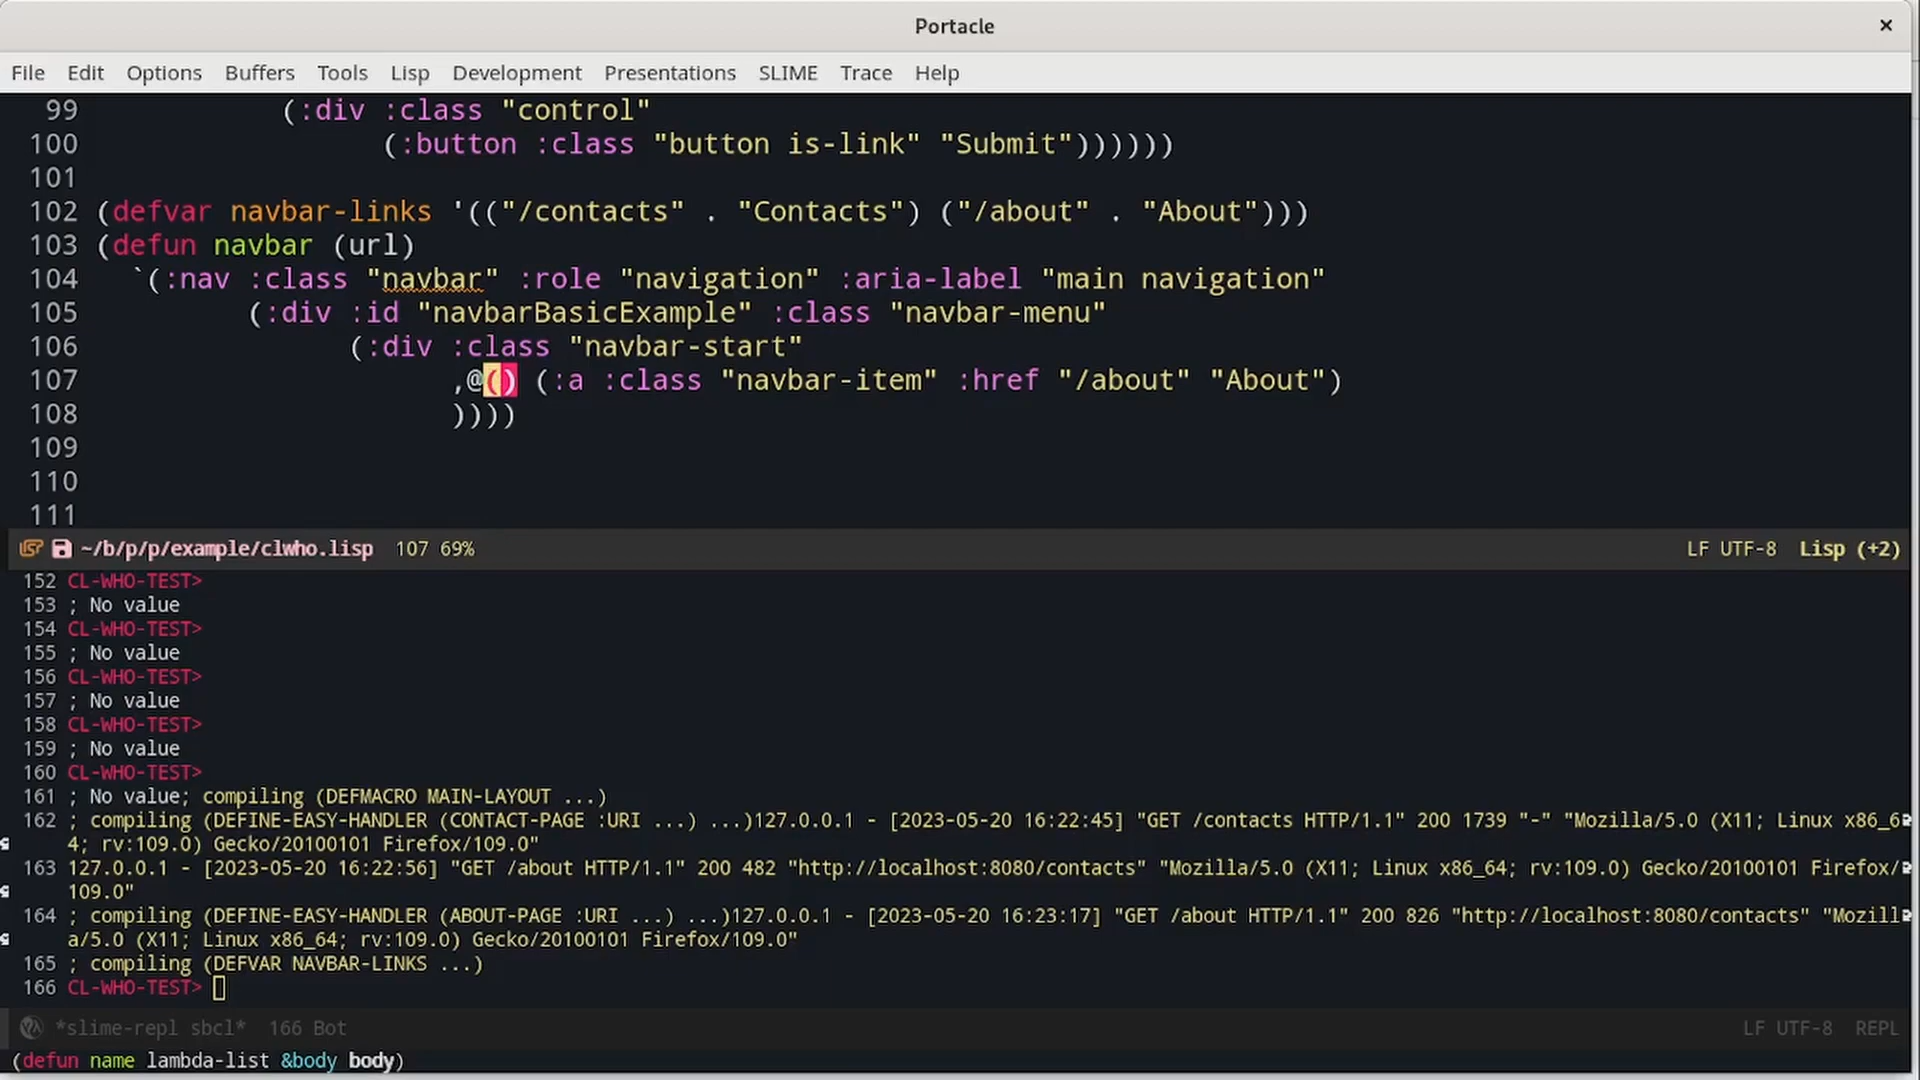 Portacle
File Edit Options Buffers Tools Lisp Development Presentations SLIME Trace Help
99 (:div :class "control"
100 (:button :class "button is-link" "Submit"))))))
101
102 (defvar navbar-links '(("/contacts" . "Contacts") ("/about" . "About")))
103 (defun navbar (url)
104 `(:nav :class "navbar" :role "navigation" :aria-label "main navigation"
105 (:div :id "navbarBasicExample" :class "navbar-menu"
106 (:div :class "navbar-start"
107 ,@() (:a :class "navbar-item" :href "/about" "About")
108 ))))
109
110
111
~/b/p/p/example/clwho.lisp 107 69% LF UTF-8 Lisp (+2)
152 CL-WHO-TEST>
153 ; No value
154 CL-WHO-TEST>
155 ; No value
156 CL-WHO-TEST>
157 ; No value
158 CL-WHO-TEST>
159 ; No value
160 CL-WHO-TEST>
161 ; No value; compiling (DEFMACRO MAIN-LAYOUT ...)
162 ; compiling (DEFINE-EASY-HANDLER (CONTACT-PAGE :URI ...) ...)127.0.0.1 - [2023-05-20 16:22:45] "GET /contacts HTTP/1.1" 200 1739 "-" "Mozilla/5.0 (X11; Linux x86_6
4; rv:109.0) Gecko/20100101 Firefox/109.0"
163 127.0.0.1 - [2023-05-20 16:22:56] "GET /about HTTP/1.1" 200 482 "http://localhost:8080/contacts" "Mozilla/5.0 (X11; Linux x86_64; rv:109.0) Gecko/20100101 Firefox/
109.0"
164 ; compiling (DEFINE-EASY-HANDLER (ABOUT-PAGE :URI ...) ...)127.0.0.1 - [2023-05-20 16:23:17] "GET /about HTTP/1.1" 200 826 "http://localhost:8080/contacts" "Mozill
a/5.0 (X11; Linux x86_64; rv:109.0) Gecko/20100101 Firefox/109.0"
165 ; compiling (DEFVAR NAVBAR-LINKS ...)
166 CL-WHO-TEST>
*slime-repl sbcl* 166 Bot LF UTF-8 REPL
(defun name lambda-list &body body)